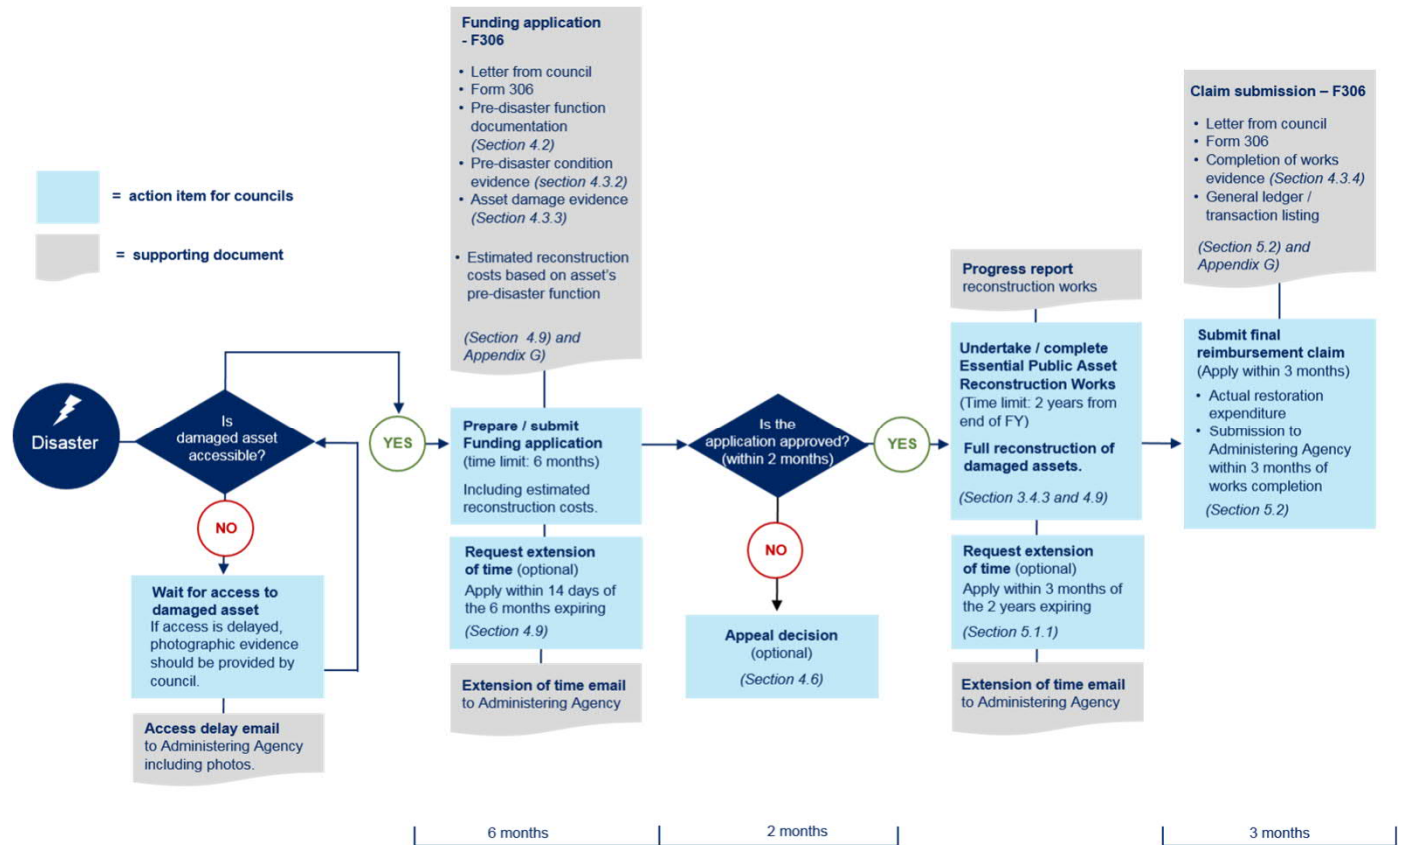 = action item for councils
= supporting document
Disaster
Is
damaged asset
accessible?
NO
Wait for access to
damaged asset
If access is delayed,
photographic evidence
should be provided by
council.
Access delay email
to Administering Agency
including photos.
YES
Funding application
- F306
• Letter from council
• Form 306
• Pre-disaster function
documentation
(Section 4.2)
• Pre-disaster condition
evidence (section 4.3.2)
• Asset damage evidence
(Section 4.3.3)
• Estimated reconstruction
costs based on asset's
pre-disaster function
(Section 4.9) and
Appendix G)
Prepare / submit
Funding application
(time limit: 6 months)
Including estimated
reconstruction costs.
Request extension
of time (optional)
Apply within 14 days of
the 6 months expiring
(Section 4.9)
Extension of time email
to Administering Agency
Is the
application approved?
(within 2 months)
NO
Appeal decision
(optional)
(Section 4.6)
YES
Progress report
reconstruction works
Undertake / complete
Essential Public Asset
Reconstruction Works
(Time limit: 2 years from
end of FY)
Full reconstruction of
damaged assets.
(Section 3.4.3 and 4.9)
Request extension
of time (optional)
Apply within 3 months of
the 2 years expiring
(Section 5.1.1)
Extension of time email
to Administering Agency
Claim submission – F306
• Letter from council
• Form 306
• Completion of works
evidence (Section 4.3.4)
• General ledger /
transaction listing
(Section 5.2) and
Appendix G)
Submit final
reimbursement claim
(Apply within 3 months)
• Actual restoration
expenditure
• Submission to
Administering Agency
within 3 months of
works completion
(Section 5.2)
6 months
2 months
3 months